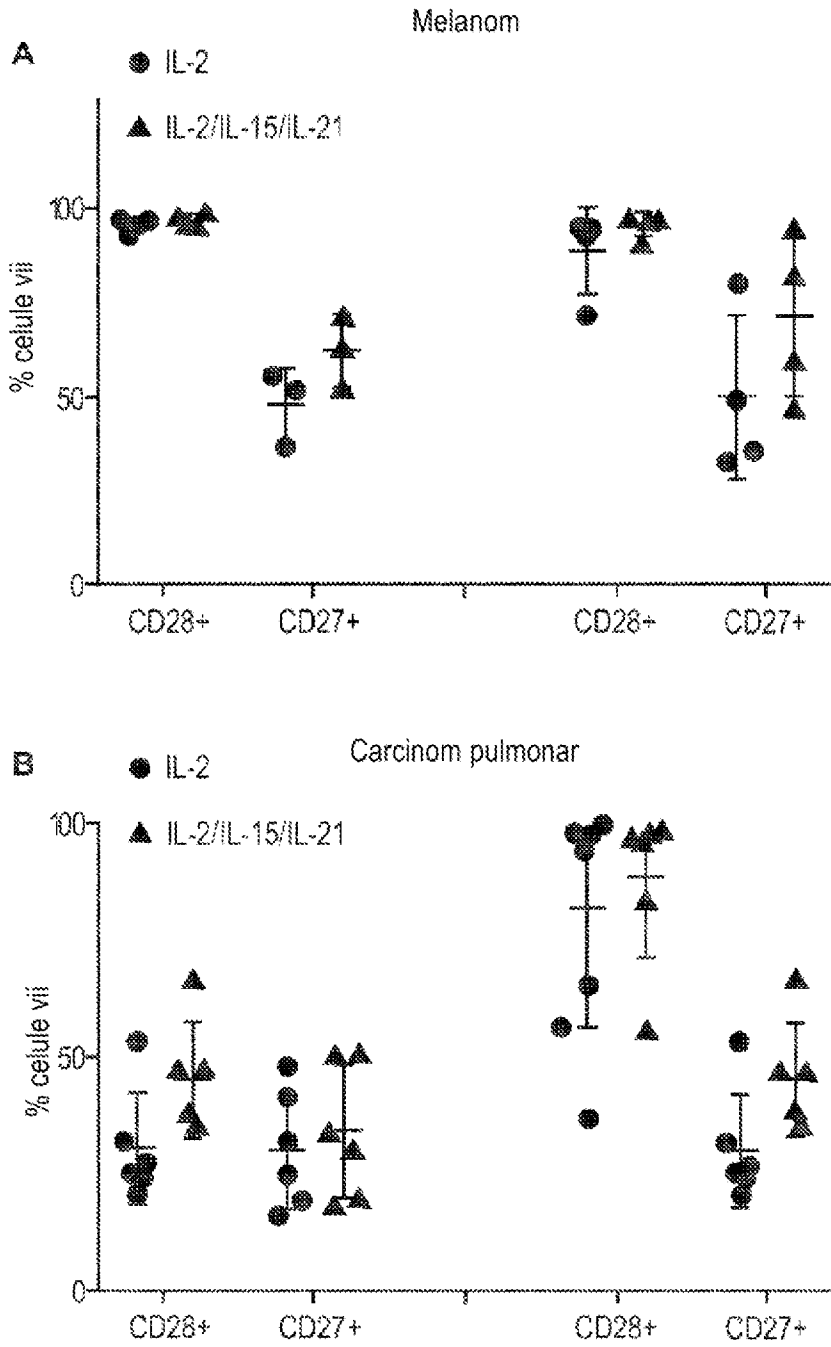 Melanom
A
IL-2
IL-2/IL-15/IL-21
% celule vii
100
50
0
CD28+ CD27+ CD28+ CD27+
Carcinom pulmonar
B
IL-2
IL-2/IL-15/IL-21
% celule vii
100
50
0
CD28+ CD27+ CD28+ CD27+